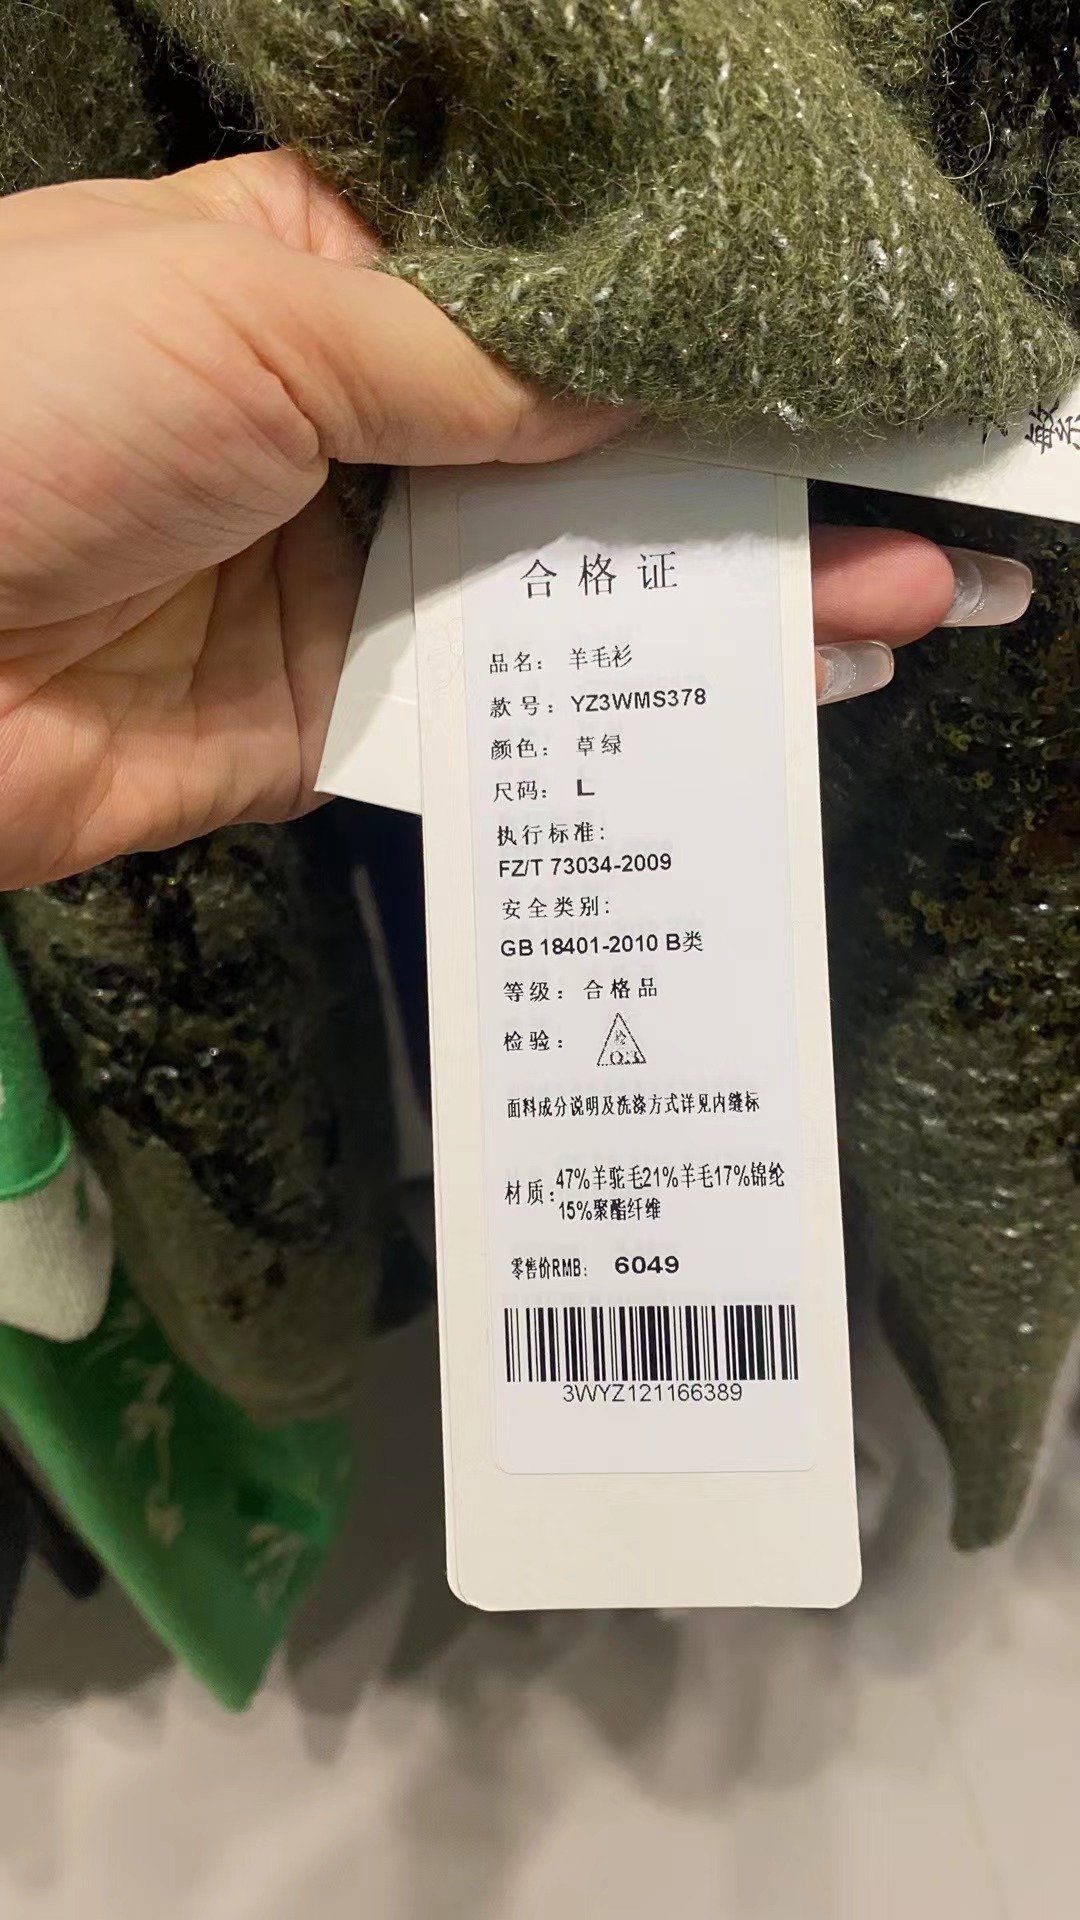 合格证
品名： 羊毛衫
款号： YZ3WMS378
颜色： 草绿
尺码： L
执行标准：
FZ/T 73034-2009
安全类别：
GB 18401-2010 B类
等级： 合格品
检验： 检
面料成分说明及洗涤方式详见内缝标
材质： 47%羊驼毛21%羊毛17%锦纶
15%聚酯纤维
零售价RMB： 6049
3WYZ121166389